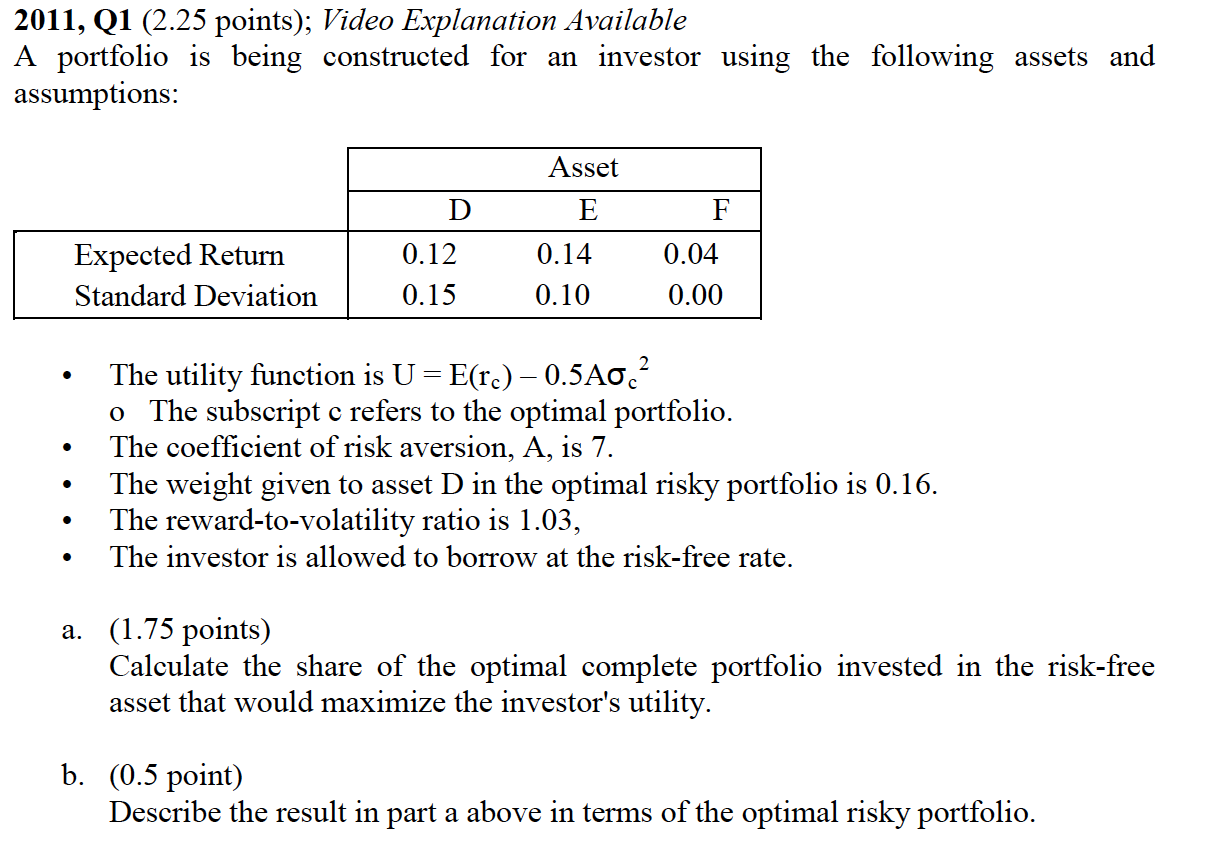 2011, Q1 (2.25 points); Video Explanation Available
A portfolio is being constructed for an investor using the following assets and
assumptions:
Asset
D E F
Expected Return 0.12 0.14 0.04
Standard Deviation 0.15 0.10 0.00
• The utility function is U = E(r_c) – 0.5Aσ_c²
o The subscript c refers to the optimal portfolio.
• The coefficient of risk aversion, A, is 7.
• The weight given to asset D in the optimal risky portfolio is 0.16.
• The reward-to-volatility ratio is 1.03,
• The investor is allowed to borrow at the risk-free rate.
a. (1.75 points)
Calculate the share of the optimal complete portfolio invested in the risk-free
asset that would maximize the investor's utility.
b. (0.5 point)
Describe the result in part a above in terms of the optimal risky portfolio.